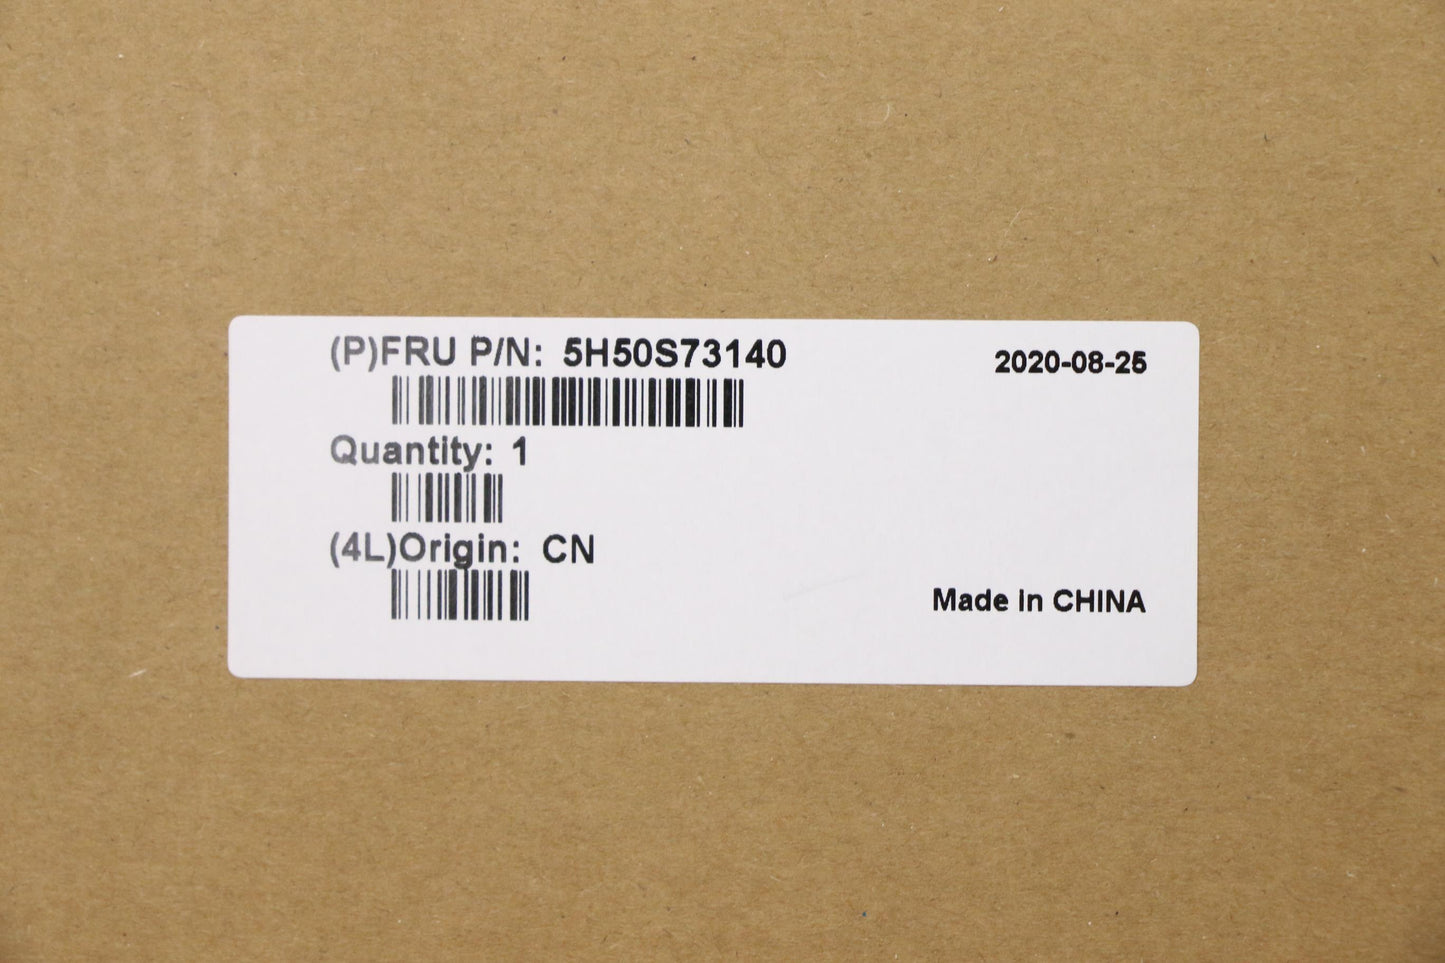 (P)FRU P/N: 5H50S73140
2020-08-25
Quantity: 1
(4L)Origin: CN
Made in CHINA